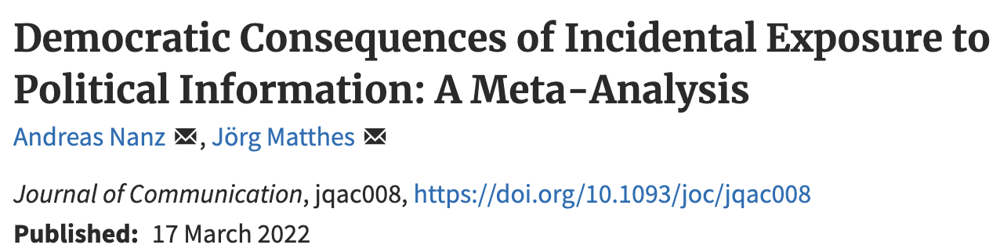 Democratic Consequences of Incidental Exposure to
Political Information: A Meta-Analysis
Andreas Nanz, Jörg Matthes
Journal of Communication, jqac008, https://doi.org/10.1093/joc/jqac008
Published: 17 March 2022